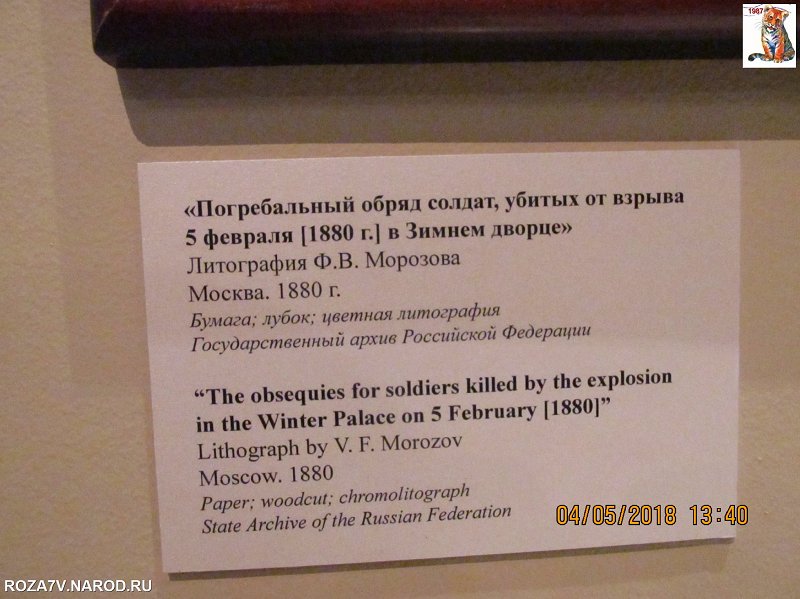 1987
«Погребальный обряд солдат, убитых от взрыва
5 февраля [1880 г.] в Зимнем дворце»
Литография Ф.В. Морозова
Москва. 1880 г.
Бумага; лубок; цветная литография
Государственный архив Российской Федерации
“The obsequies for soldiers killed by the explosion
in the Winter Palace on 5 February [1880]”
Lithograph by V. F. Morozov
Moscow. 1880
Paper; woodcut; chromolitograph
State Archive of the Russian Federation
04/05/2018 13:40
ROZA7V.NAROD.RU